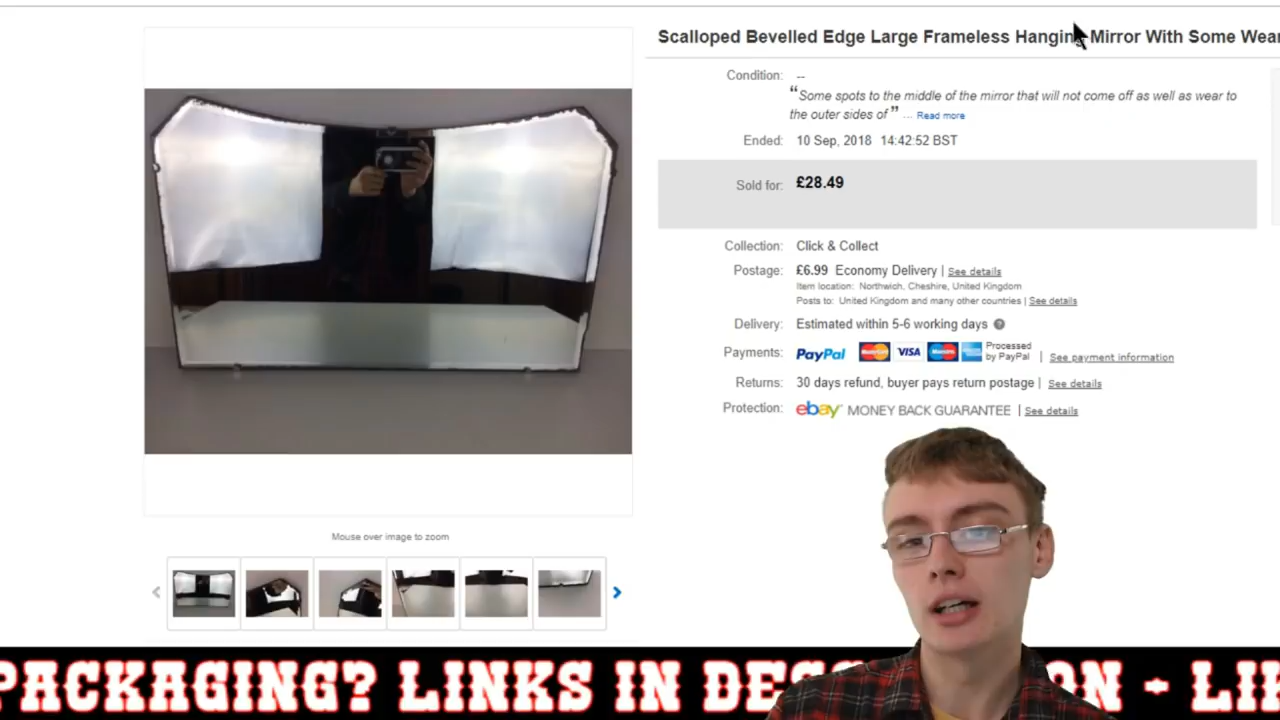 Scalloped Bevelled Edge Large Frameless Hanging Mirror With Some Wear
Condition: --
“Some spots to the middle of the mirror that will not come off as well as wear to
the outer sides of ” ... Read more
Ended: 10 Sep, 2018 14:42:52 BST
Sold for: £28.49
Collection: Click & Collect
Postage: £6.99 Economy Delivery | See details
Item location: Northwich, Cheshire, United Kingdom
Posts to: United Kingdom and many other countries | See details
Delivery: Estimated within 5-6 working days
Payments: PayPal MasterCard VISA Maestro Processed by PayPal | See payment information
Returns: 30 days refund, buyer pays return postage | See details
Protection: ebay MONEY BACK GUARANTEE | See details
Mouse over image to zoom
PACKAGING? LINKS IN DES ON - LI